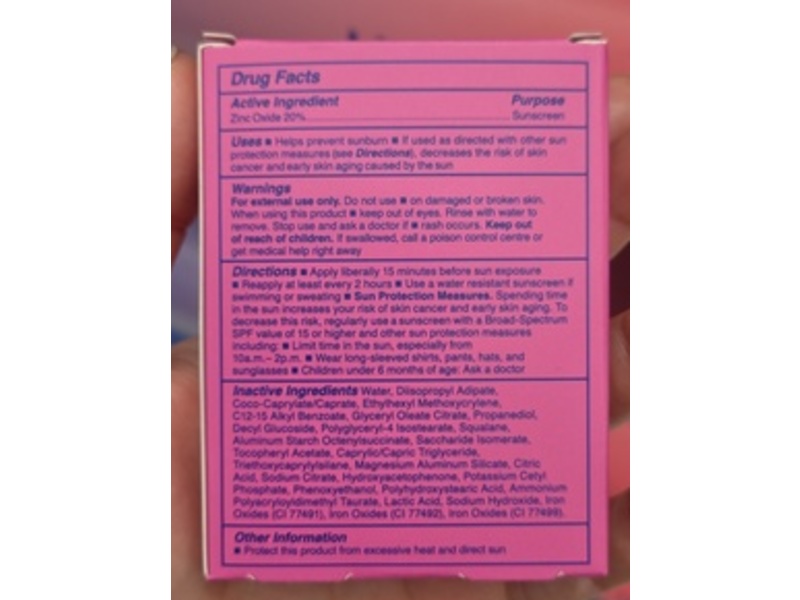 Drug Facts
Active Ingredient Purpose
Zinc Oxide 20% Sunscreen
Uses ■ Helps prevent sunburn ■ If used as directed with other sun
protection measures (see Directions), decreases the risk of skin
cancer and early skin aging caused by the sun
Warnings
For external use only. Do not use ■ on damaged or broken skin.
When using this product ■ keep out of eyes. Rinse with water to
remove. Stop use and ask a doctor if ■ rash occurs. Keep out
of reach of children. If swallowed, call a poison control centre or
get medical help right away
Directions ■ Apply liberally 15 minutes before sun exposure
■ Reapply at least every 2 hours ■ Use a water resistant sunscreen if
swimming or sweating ■ Sun Protection Measures. Spending time
in the sun increases your risk of skin cancer and early skin aging. To
decrease this risk, regularly use a sunscreen with a Broad-Spectrum
SPF value of 15 or higher and other sun protection measures
including: ■ Limit time in the sun, especially from
10a.m.– 2p.m. ■ Wear long-sleeved shirts, pants, hats, and
sunglasses ■ Children under 6 months of age: Ask a doctor
Inactive Ingredients Water, Diisopropyl Adipate,
Coco-Caprylate/Caprate, Ethylhexyl Methoxycrylene,
C12-15 Alkyl Benzoate, Glyceryl Oleate Citrate, Propanediol,
Decyl Glucoside, Polyglyceryl-4 Isostearate, Squalane,
Aluminum Starch Octenylsuccinate, Saccharide Isomerate,
Tocopheryl Acetate, Caprylic/Capric Triglyceride,
Triethoxycaprylylsilane, Magnesium Aluminum Silicate, Citric
Acid, Sodium Citrate, Hydroxyacetophenone, Potassium Cetyl
Phosphate, Phenoxyethanol, Polyhydroxystearic Acid, Ammonium
Polyacryloyldimethyl Taurate, Lactic Acid, Sodium Hydroxide, Iron
Oxides (CI 77491), Iron Oxides (CI 77492), Iron Oxides (CI 77499).
Other Information
■ Protect this product from excessive heat and direct sun